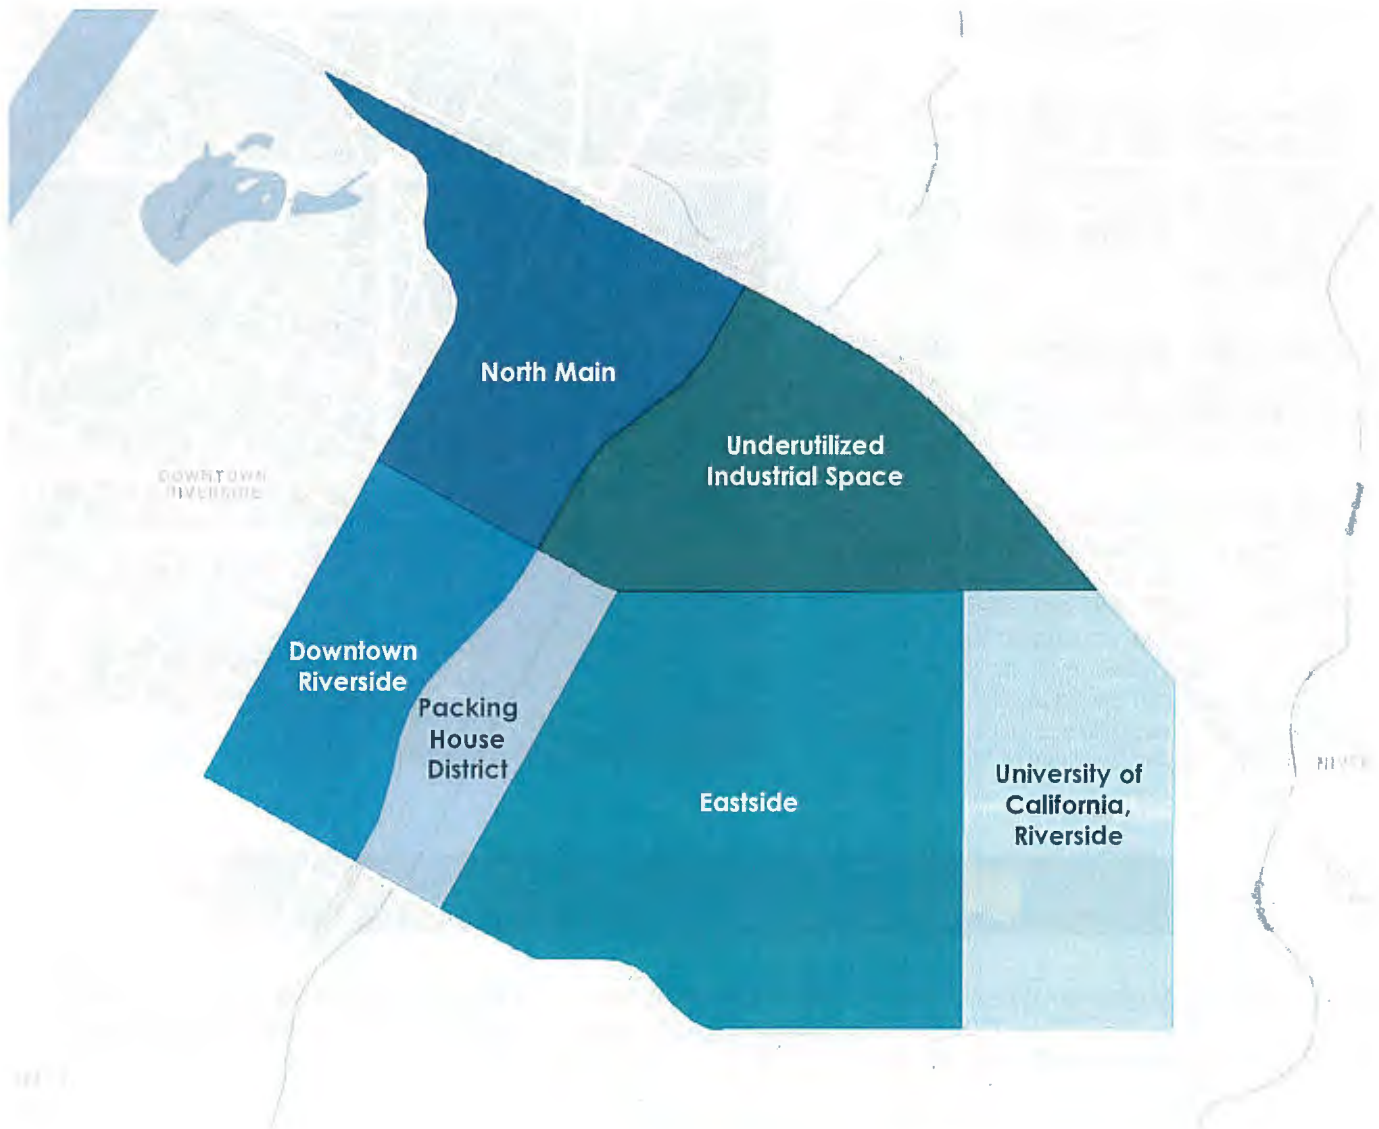 North Main
Underutilized
Industrial Space
DOWNTOWN
RIVERSIDE
Downtown
Riverside
Packing
House
District
Eastside
University of
California,
Riverside